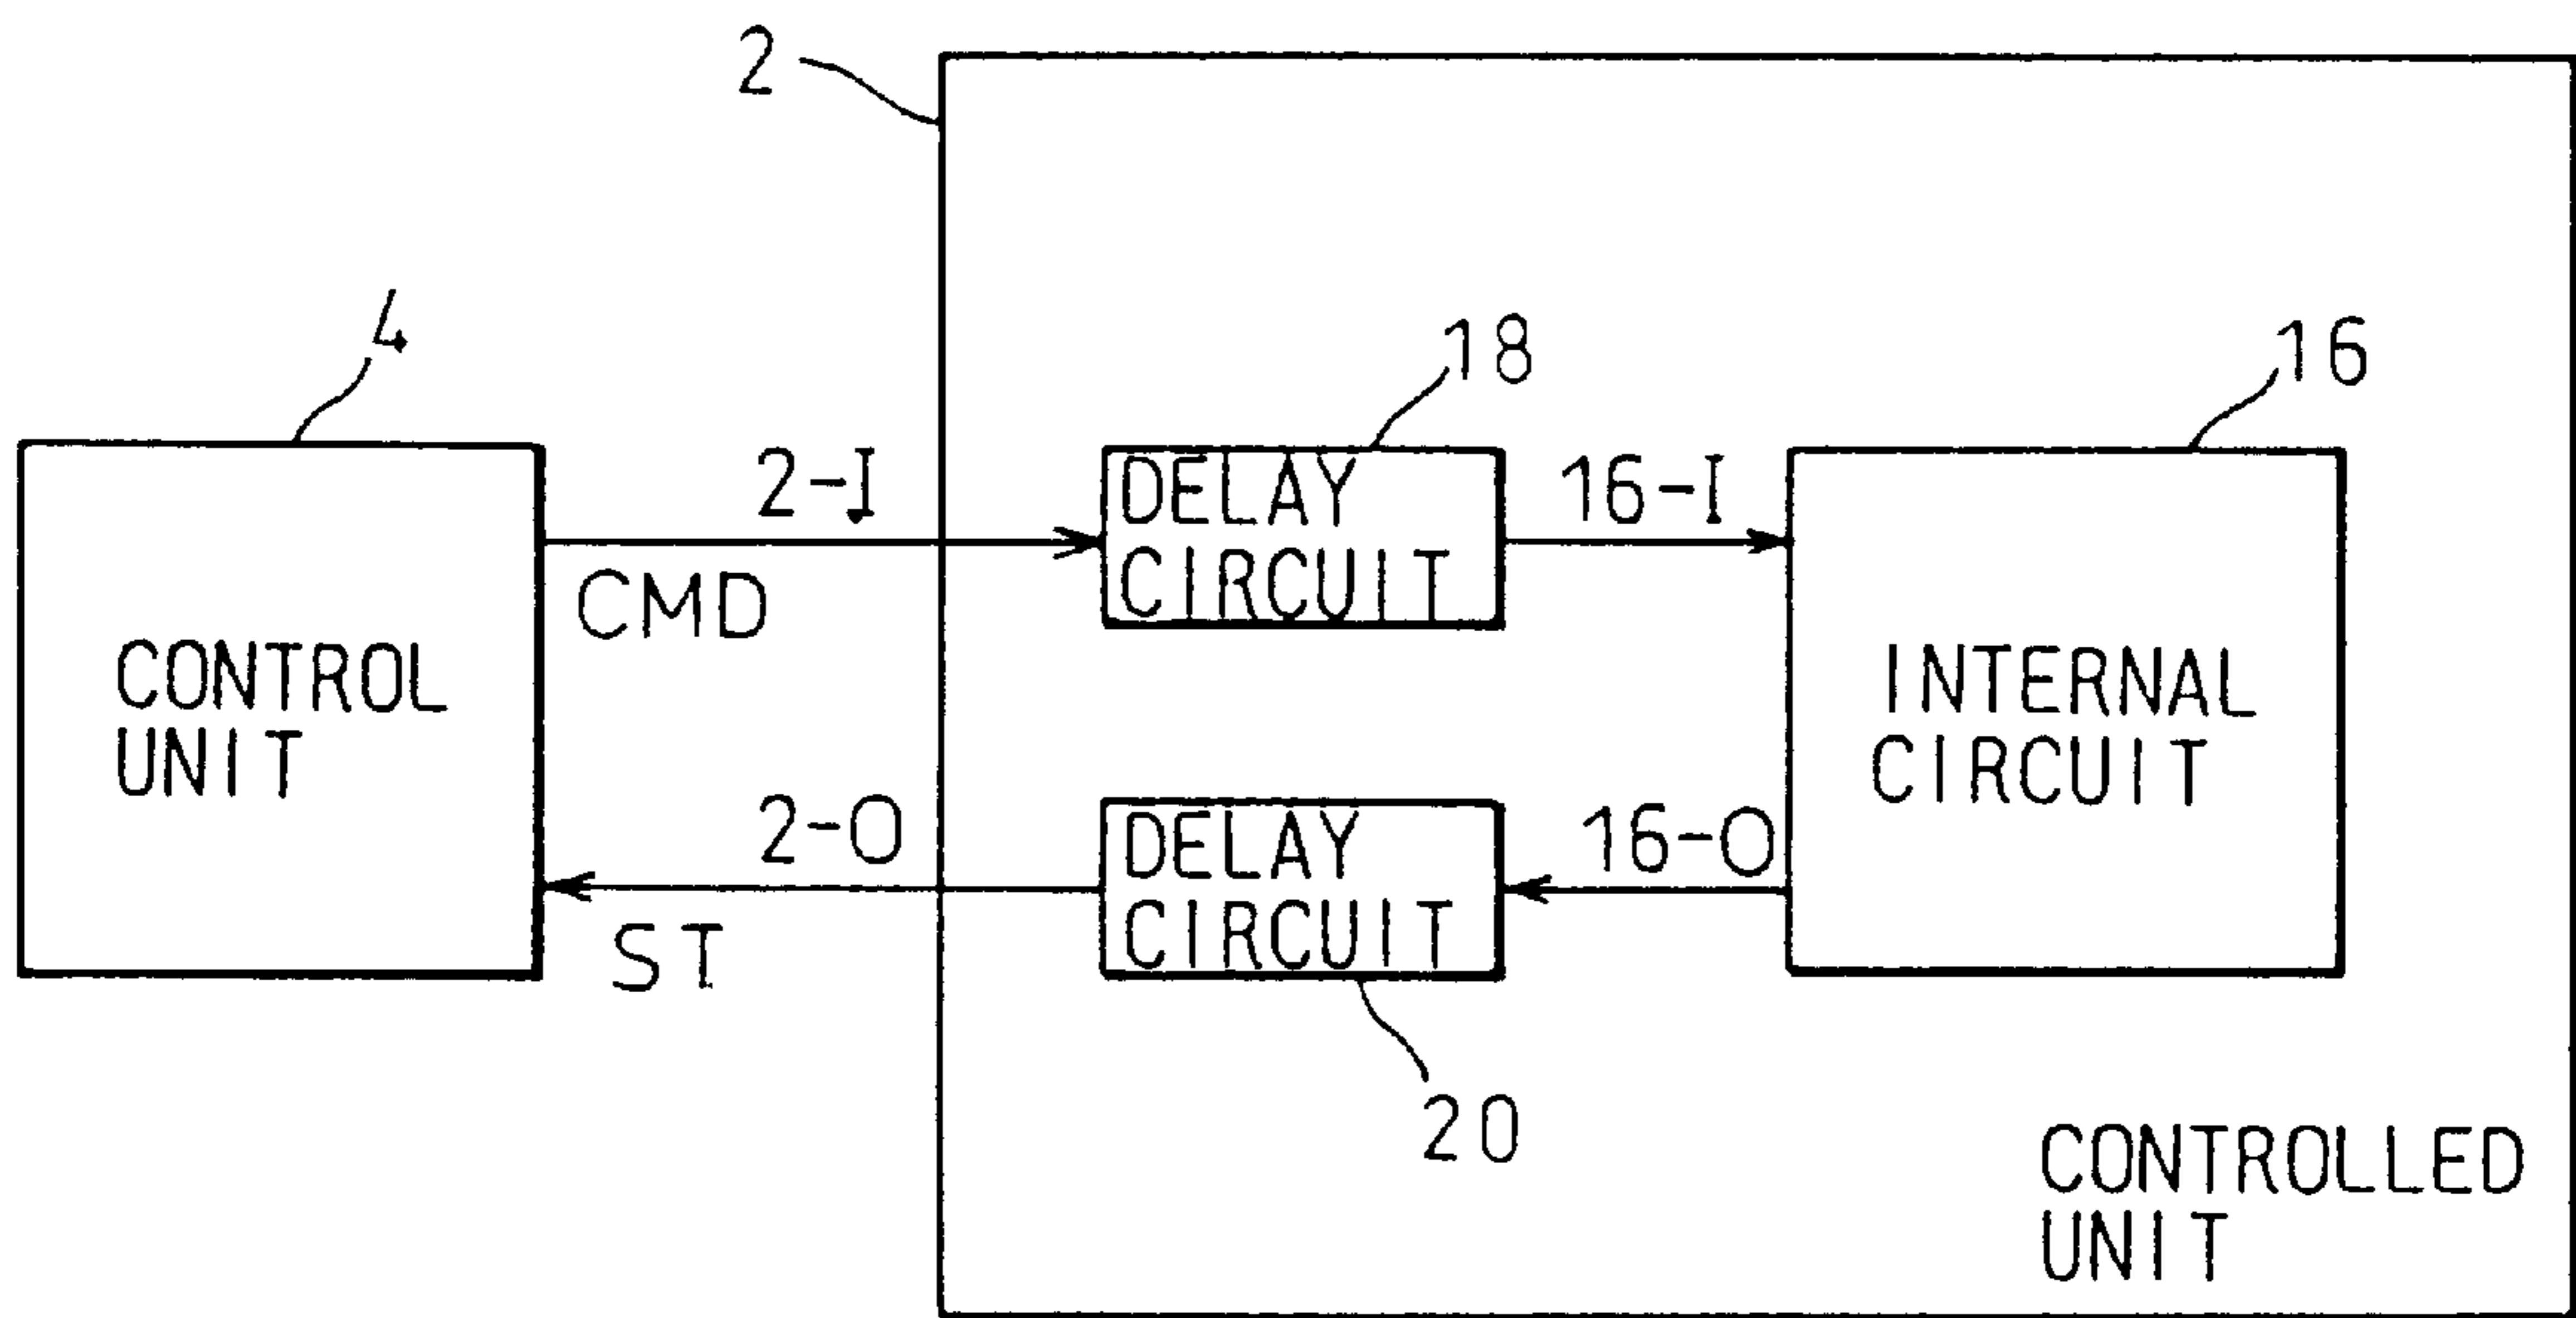 2
4
18
16
2-I
16-I
DELAY
CIRCUIT
CMD
CONTROL
UNIT
INTERNAL
CIRCUIT
2-O
16-O
DELAY
CIRCUIT
ST
20
CONTROLLED
UNIT